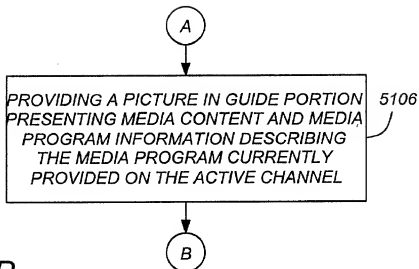 A
PROVIDING A PICTURE IN GUIDE PORTION
PRESENTING MEDIA CONTENT AND MEDIA
PROGRAM INFORMATION DESCRIBING
THE MEDIA PROGRAM CURRENTLY
PROVIDED ON THE ACTIVE CHANNEL
5106
B